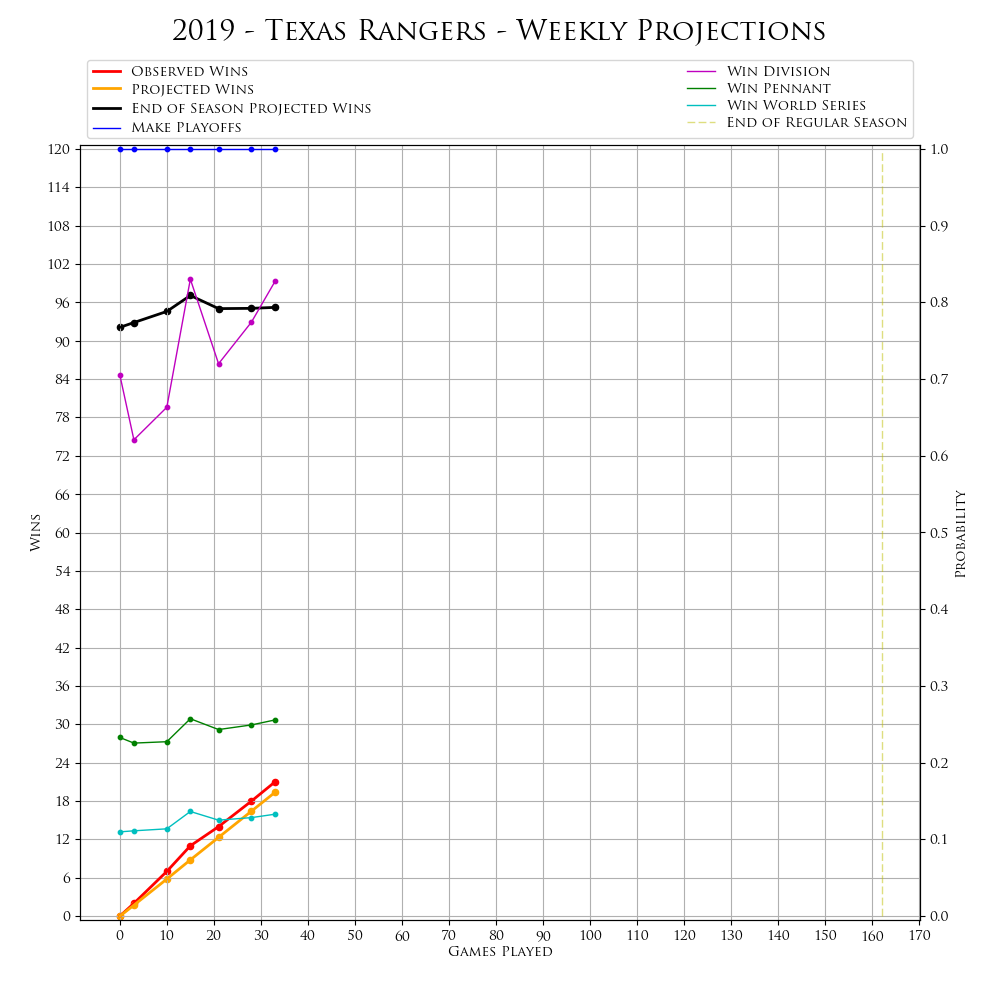 2019 - Texas Rangers - Weekly Projections
Observed Wins
Projected Wins
End of Season Projected Wins
Make Playoffs
Win Division
Win Pennant
Win World Series
End of Regular Season
120
114
108
102
96
90
84
78
72
66
60
54
48
42
36
30
24
18
12
6
0
Wins
1.0
0.9
0.8
0.7
0.6
0.5
0.4
0.3
0.2
0.1
0.0
Probability
0 10 20 30 40 50 60 70 80 90 100 110 120 130 140 150 160 170
Games Played